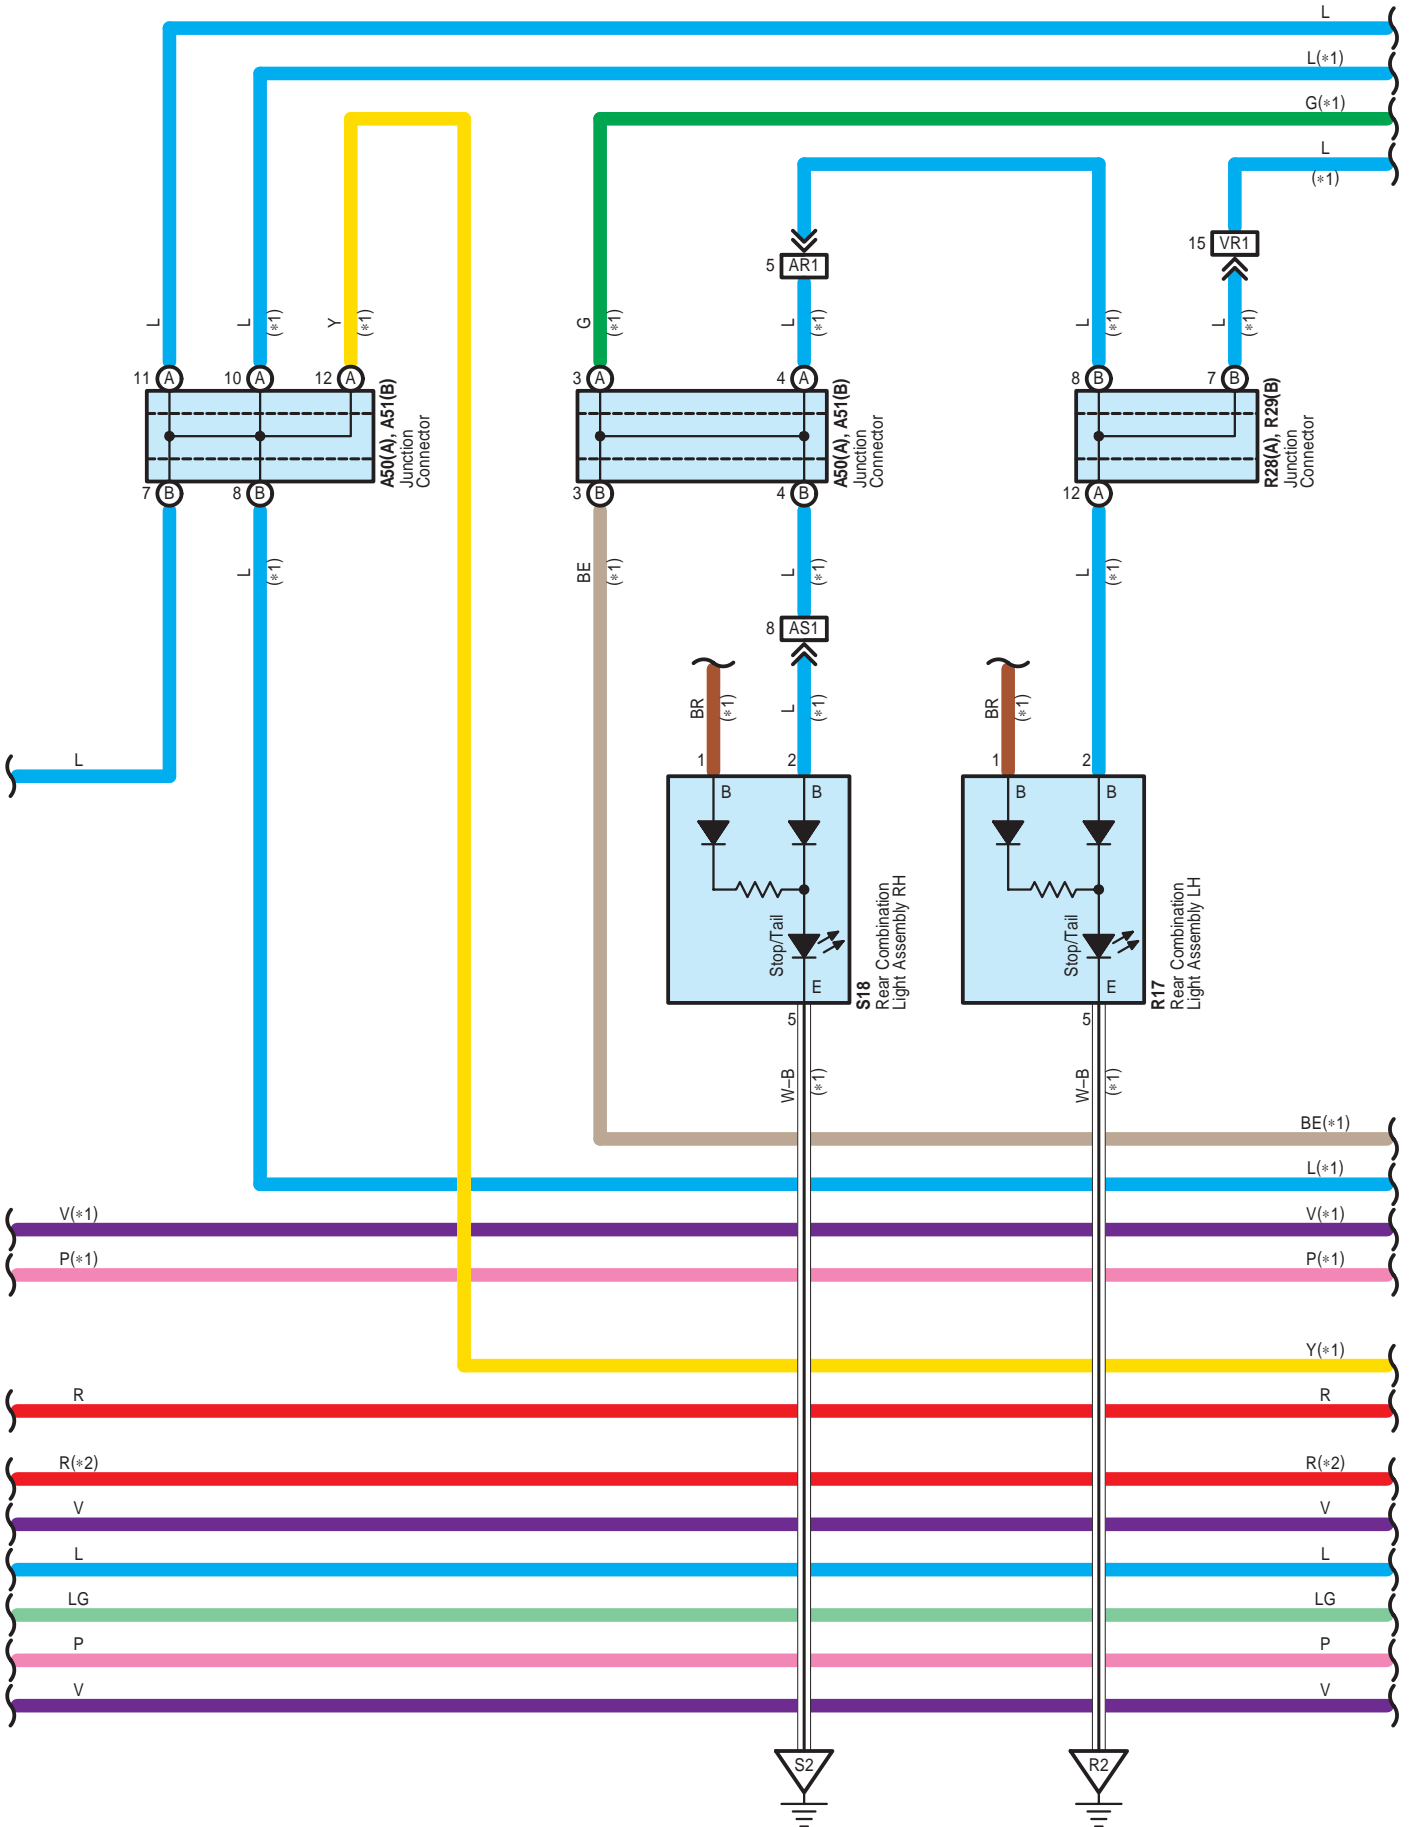 L
L(*1)
G(*1)
L
(*1)
15 VR1
5 AR1
L
L
(*1)
Y
(*1)
G
(*1)
L
(*1)
L
(*1)
L
(*1)
11 A
10 A
12 A
3 A
4 A
8 B
7 B
A50(A), A51(B)
Junction
Connector
A50(A), A51(B)
Junction
Connector
R28(A), R29(B)
Junction
Connector
7 B
8 B
3 B
4 B
12 A
L
(*1)
BE
(*1)
L
(*1)
L
(*1)
8 AS1
BR
(*1)
L
(*1)
BR
(*1)
L
1
2
1
2
B
B
B
B
Stop/Tail
E
S18
Rear Combination
Light Assembly RH
Stop/Tail
E
R17
Rear Combination
Light Assembly LH
5
5
W–B
(*1)
W–B
(*1)
BE(*1)
L(*1)
V(*1)
V(*1)
P(*1)
P(*1)
Y(*1)
R
R
R(*2)
R(*2)
V
V
L
L
LG
LG
P
P
V
V
S2
R2